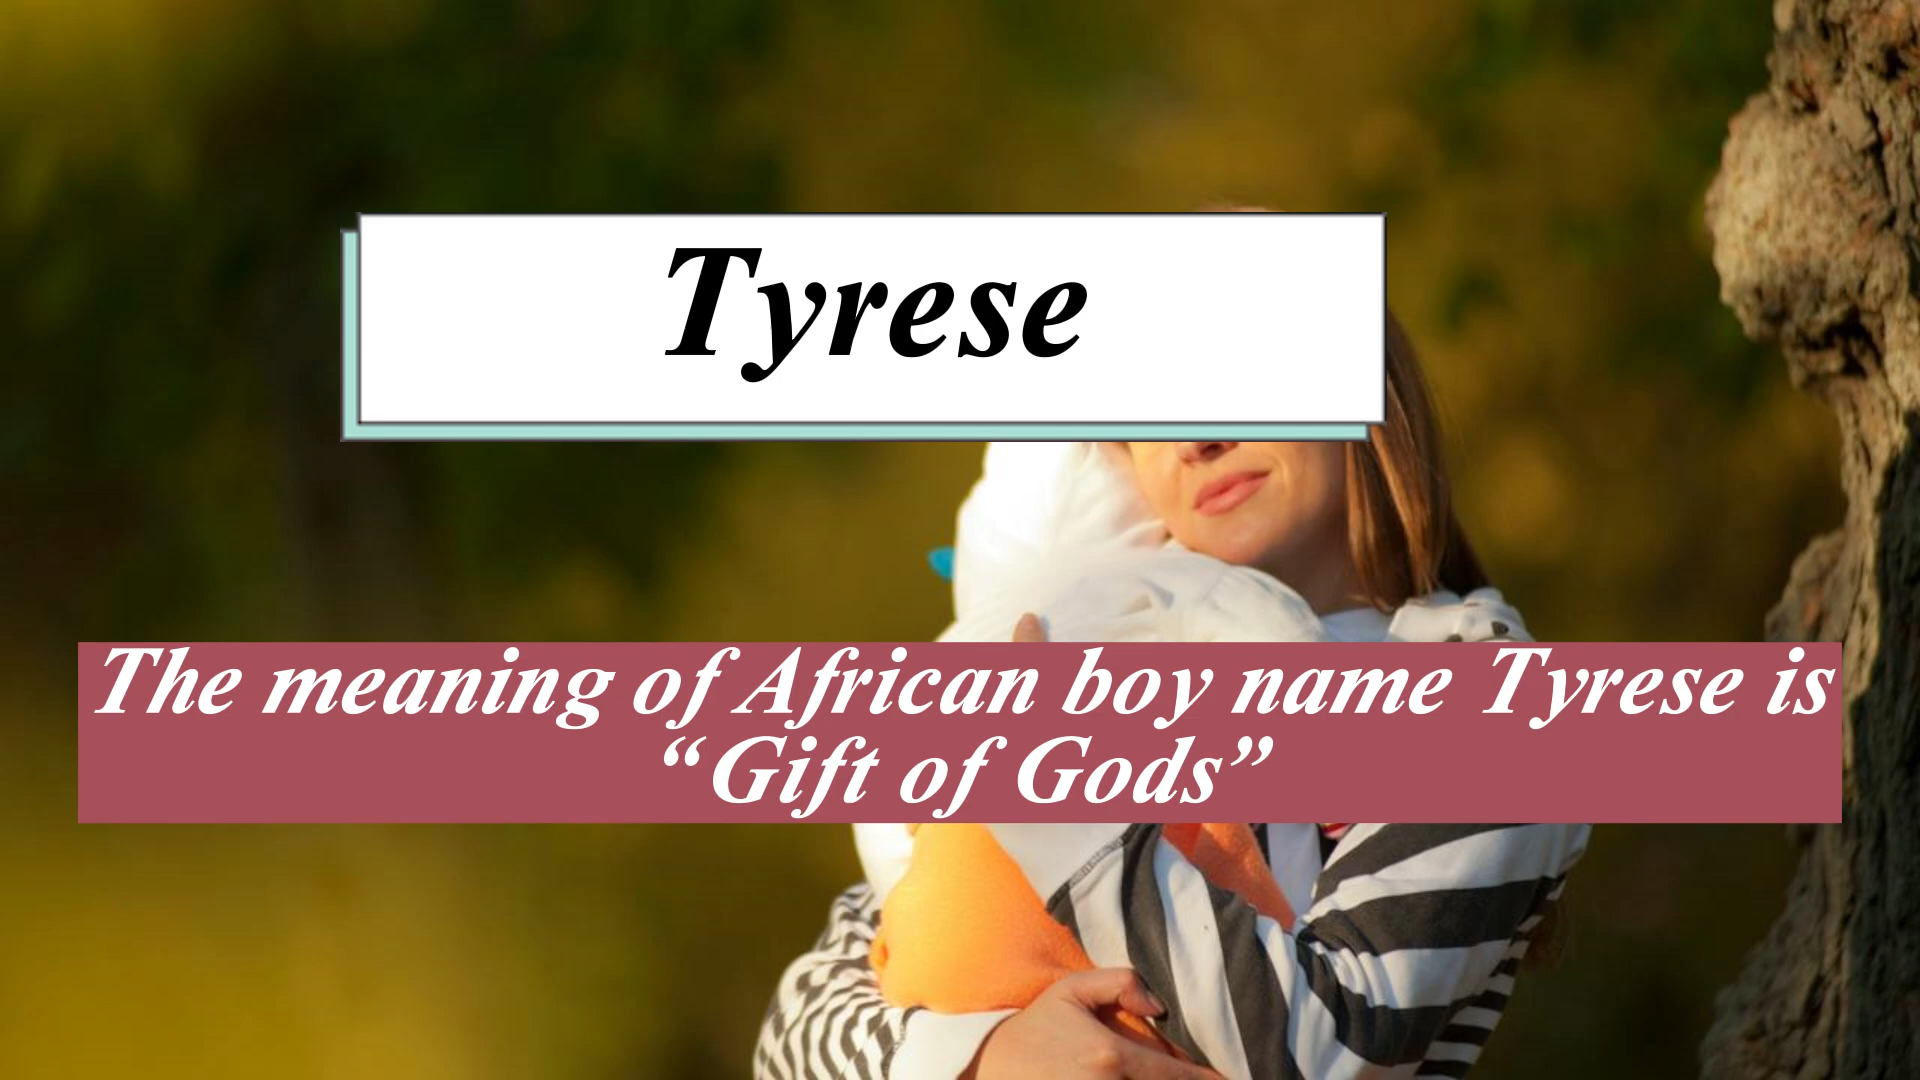 Tyrese
The meaning of African boy name Tyrese is
“Gift of Gods”